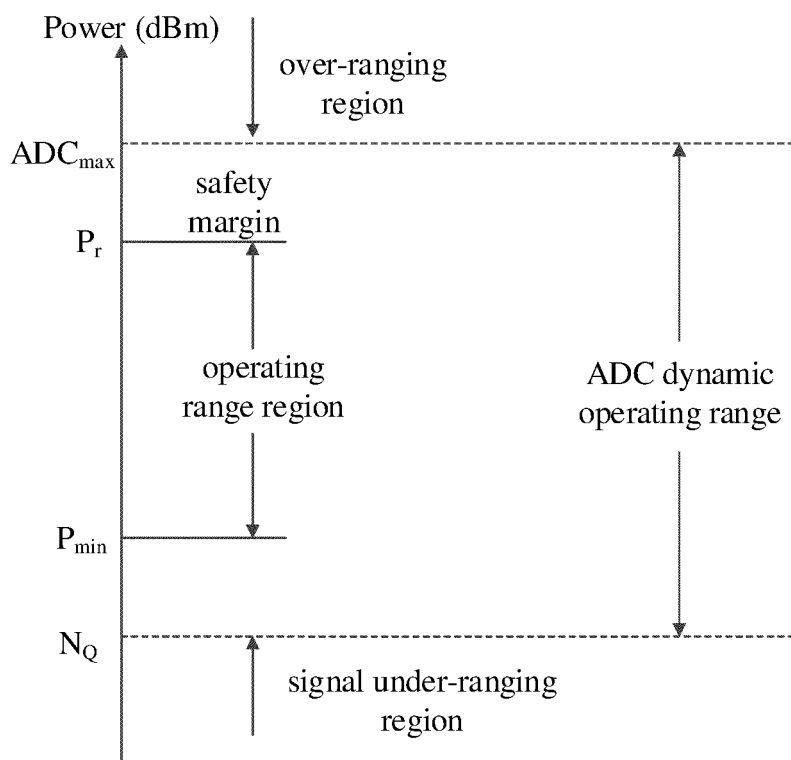 Power (dBm)
over-ranging
region
ADCmax
safety
margin
Pr
operating
range region
ADC dynamic
operating range
Pmin
NQ
signal under-ranging
region